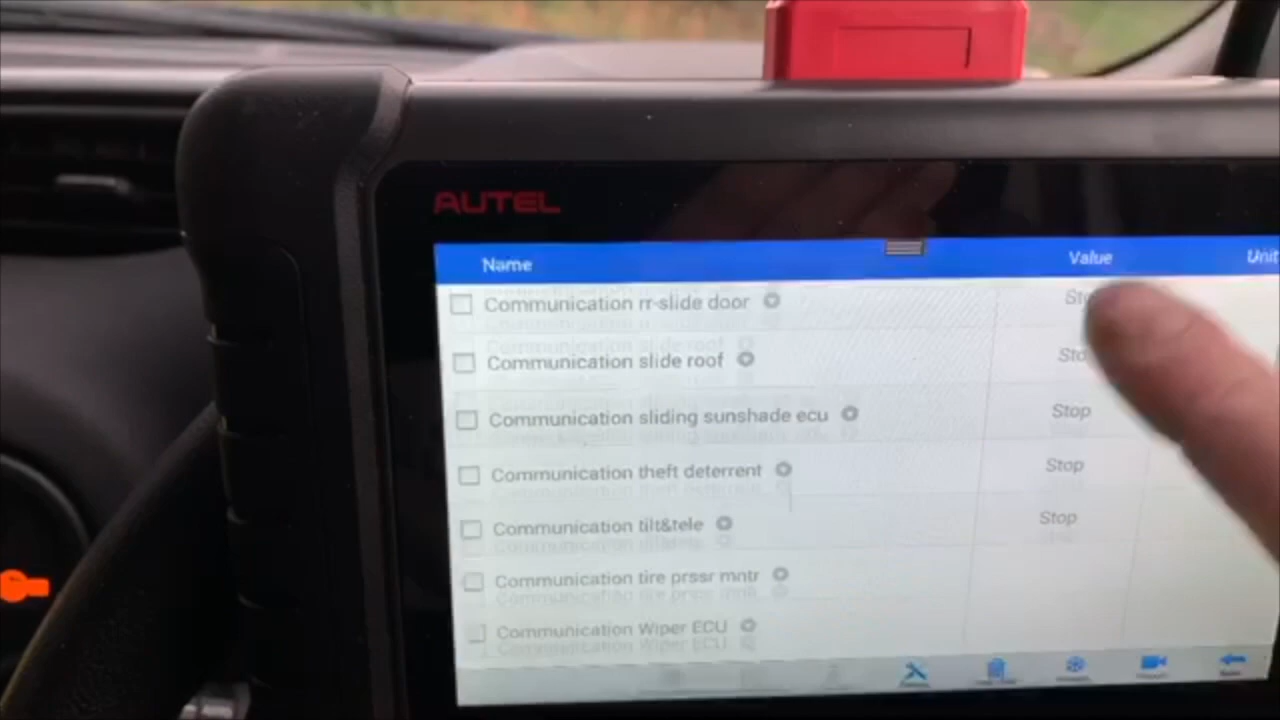 AUTEL
Name Value Unit
Communication rr-slide door
Communication slide roof
Communication sliding sunshade ecu Stop
Communication theft deterrent Stop
Communication tilt&tele Stop
Communication tire prssr mntr
Communication Wiper ECU